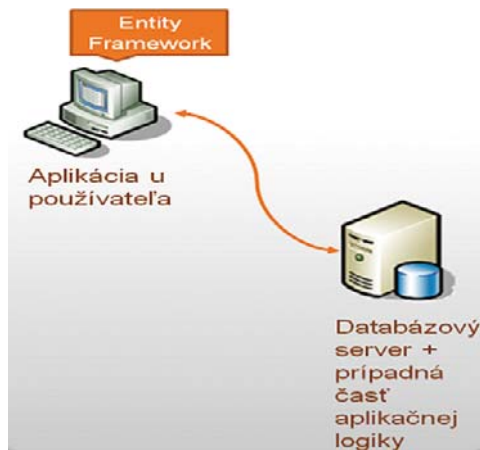 Entity
Framework
Aplikácia u
používateľa
Databázový
server +
prípadná
časť
aplikačnej
logiky